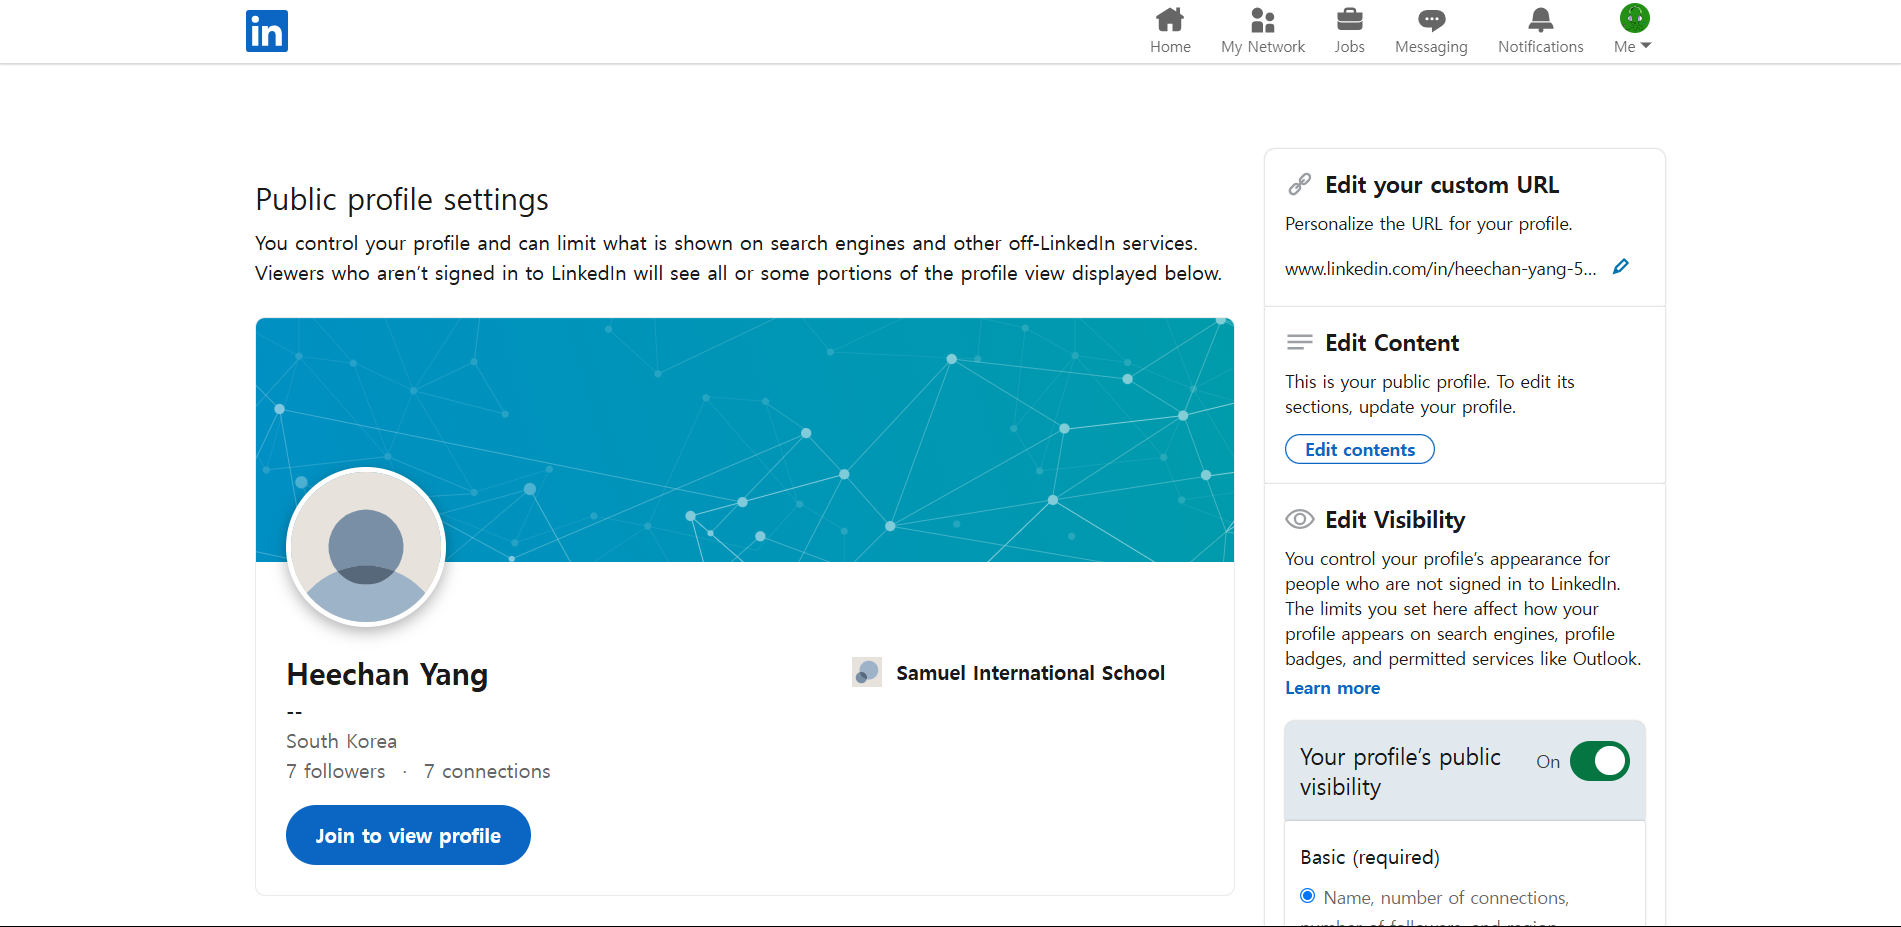 in
Home
My Network
Jobs
Messaging
Notifications
Me
Public profile settings
You control your profile and can limit what is shown on search engines and other off-LinkedIn services.
Viewers who aren’t signed in to LinkedIn will see all or some portions of the profile view displayed below.
Heechan Yang
--
South Korea
7 followers · 7 connections
Samuel International School
Join to view profile
Edit your custom URL
Personalize the URL for your profile.
www.linkedin.com/in/heechan-yang-5...
Edit Content
This is your public profile. To edit its
sections, update your profile.
Edit contents
Edit Visibility
You control your profile’s appearance for
people who are not signed in to LinkedIn.
The limits you set here affect how your
profile appears on search engines, profile
badges, and permitted services like Outlook.
Learn more
Your profile’s public
visibility
On
Basic (required)
Name, number of connections,
number of followers, and region